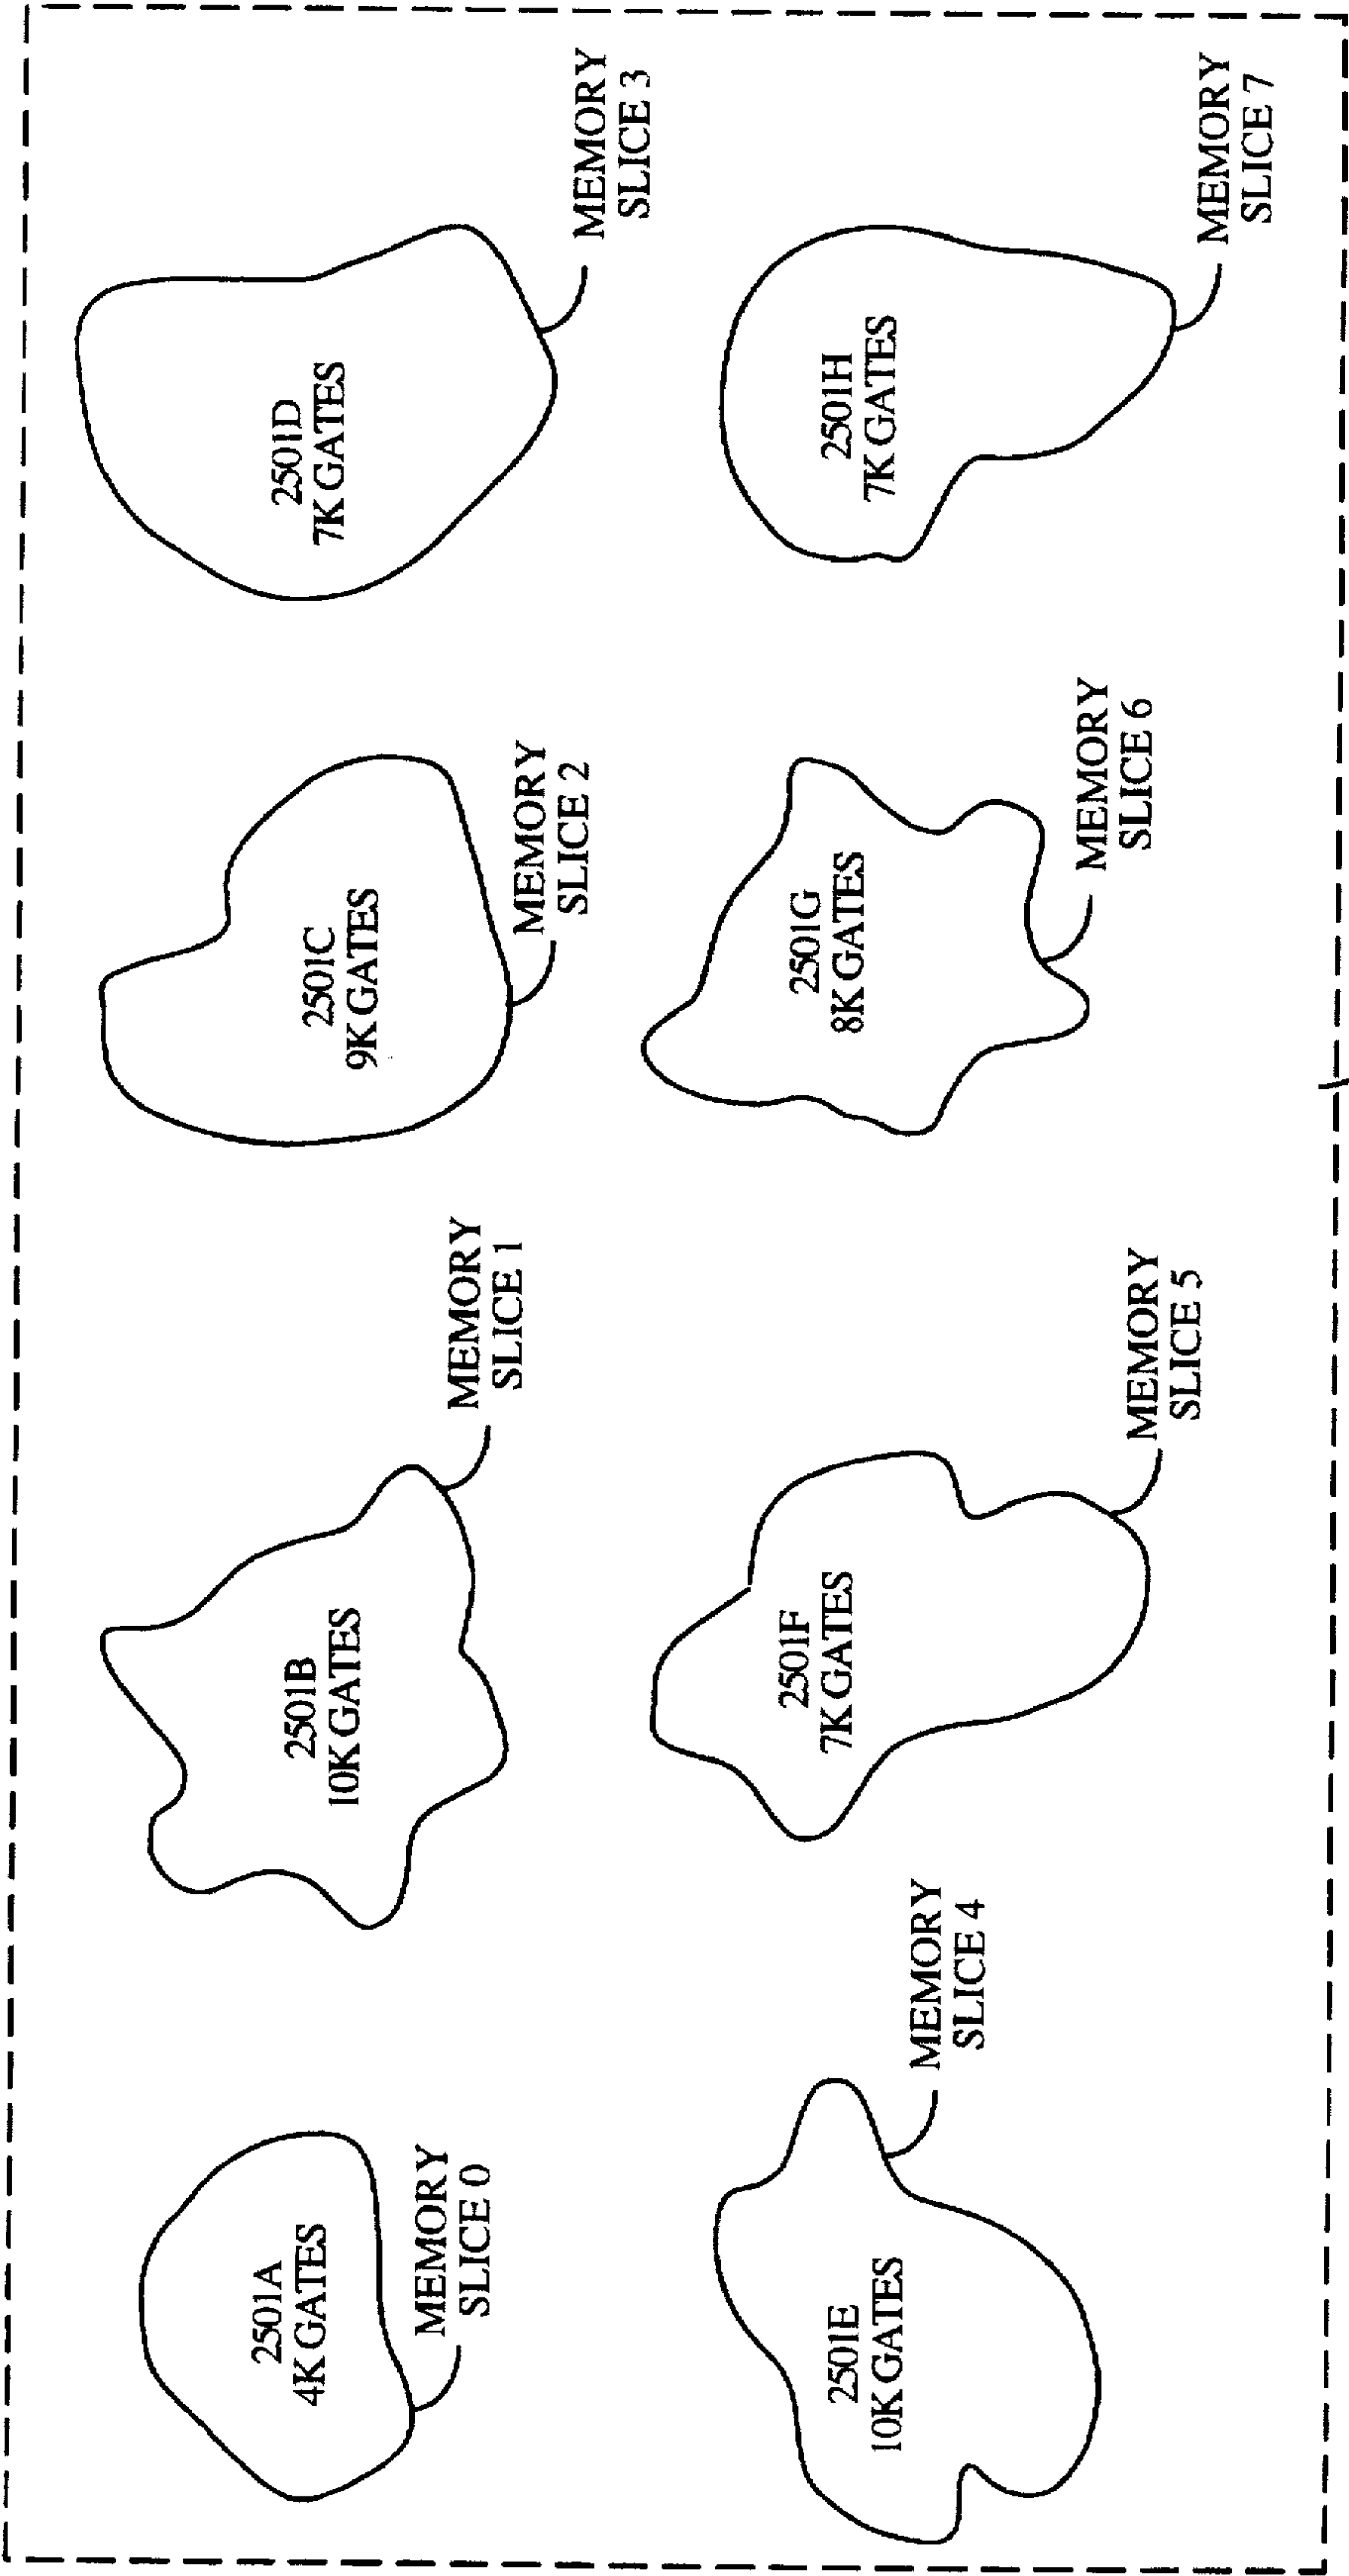 2501A
4K GATES
MEMORY
SLICE 0
2501B
10K GATES
MEMORY
SLICE 1
2501C
9K GATES
MEMORY
SLICE 2
2501D
7K GATES
MEMORY
SLICE 3
2501E
10K GATES
MEMORY
SLICE 4
2501F
7K GATES
MEMORY
SLICE 5
2501G
8K GATES
MEMORY
SLICE 6
2501H
7K GATES
MEMORY
SLICE 7